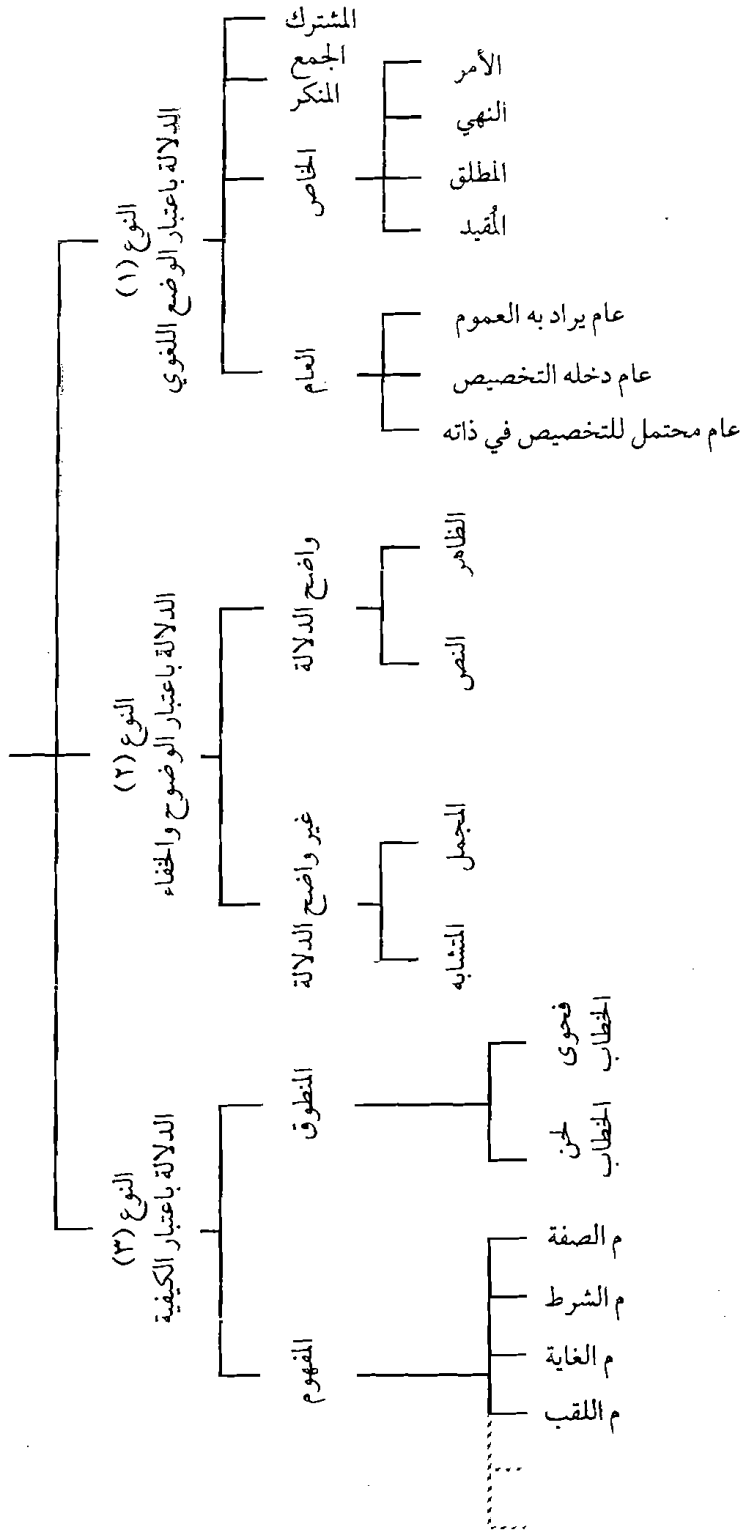 النوع (١)
الدلالة باعتبار الوضع اللغوي
المشترك
الجمع
المنكر
الخاص
الأمر
النهي
المطلق
المُقيد
العام
عام يراد به العموم
عام دخله التخصيص
عام محتمل للتخصيص في ذاته
النوع (٢)
الدلالة باعتبار الوضوح والخفاء
واضح الدلالة
الظاهر
النص
غير واضح الدلالة
المجمل
المتشابه
النوع (٣)
الدلالة باعتبار الكيفية
المنطوق
فحوى
الخطاب
لحن
الخطاب
المفهوم
م الصفة
م الشرط
م الغاية
م اللقب